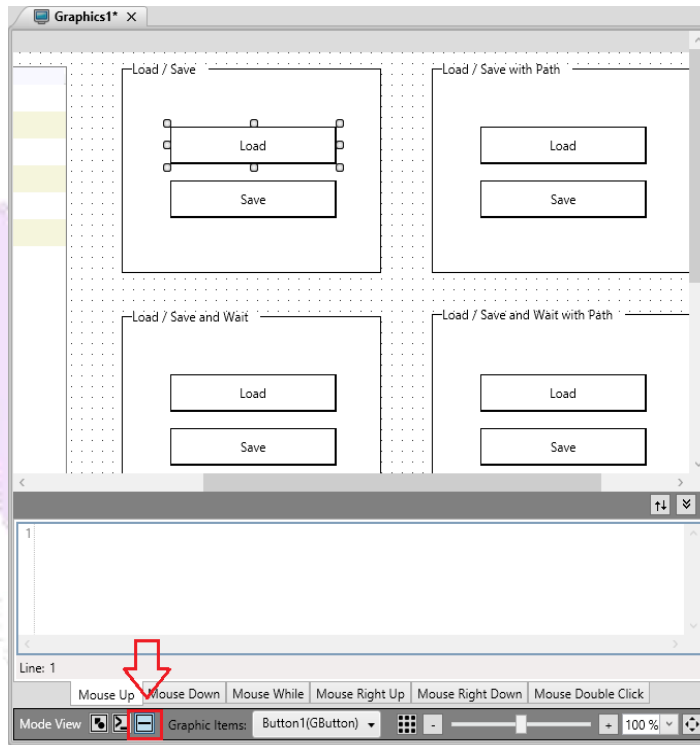 Graphics1*
Load / Save
Load / Save with Path
Load
Load
Save
Save
Load / Save and Wait
Load / Save and Wait with Path
Load
Load
Save
Save
1
Line: 1
Mouse Up Mouse Down Mouse While Mouse Right Up Mouse Right Down Mouse Double Click
Mode View Graphic Items: Button1(GButton) - + 100 %